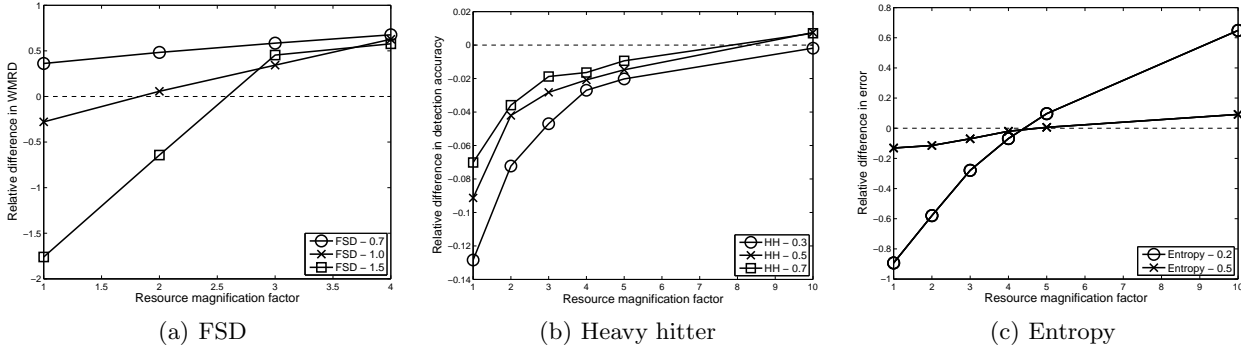 1
0.5
0
−0.5
−1
−1.5
−2
Relative difference in WMRD
1 1.5 2 2.5 3 3.5 4
Resource magnification factor
FSD − 0.7
FSD − 1.0
FSD − 1.5
(a) FSD
0.02
0
−0.02
−0.04
−0.06
−0.08
−0.1
−0.12
−0.14
Relative difference in detection accuracy
1 2 3 4 5 6 7 8 9 10
Resource magnification factor
HH − 0.3
HH − 0.5
HH − 0.7
(b) Heavy hitter
0.8
0.6
0.4
0.2
0
−0.2
−0.4
−0.6
−0.8
−1
Relative difference in error
1 2 3 4 5 6 7 8 9 10
Resource magnification factor
Entropy − 0.2
Entropy − 0.5
(c) Entropy